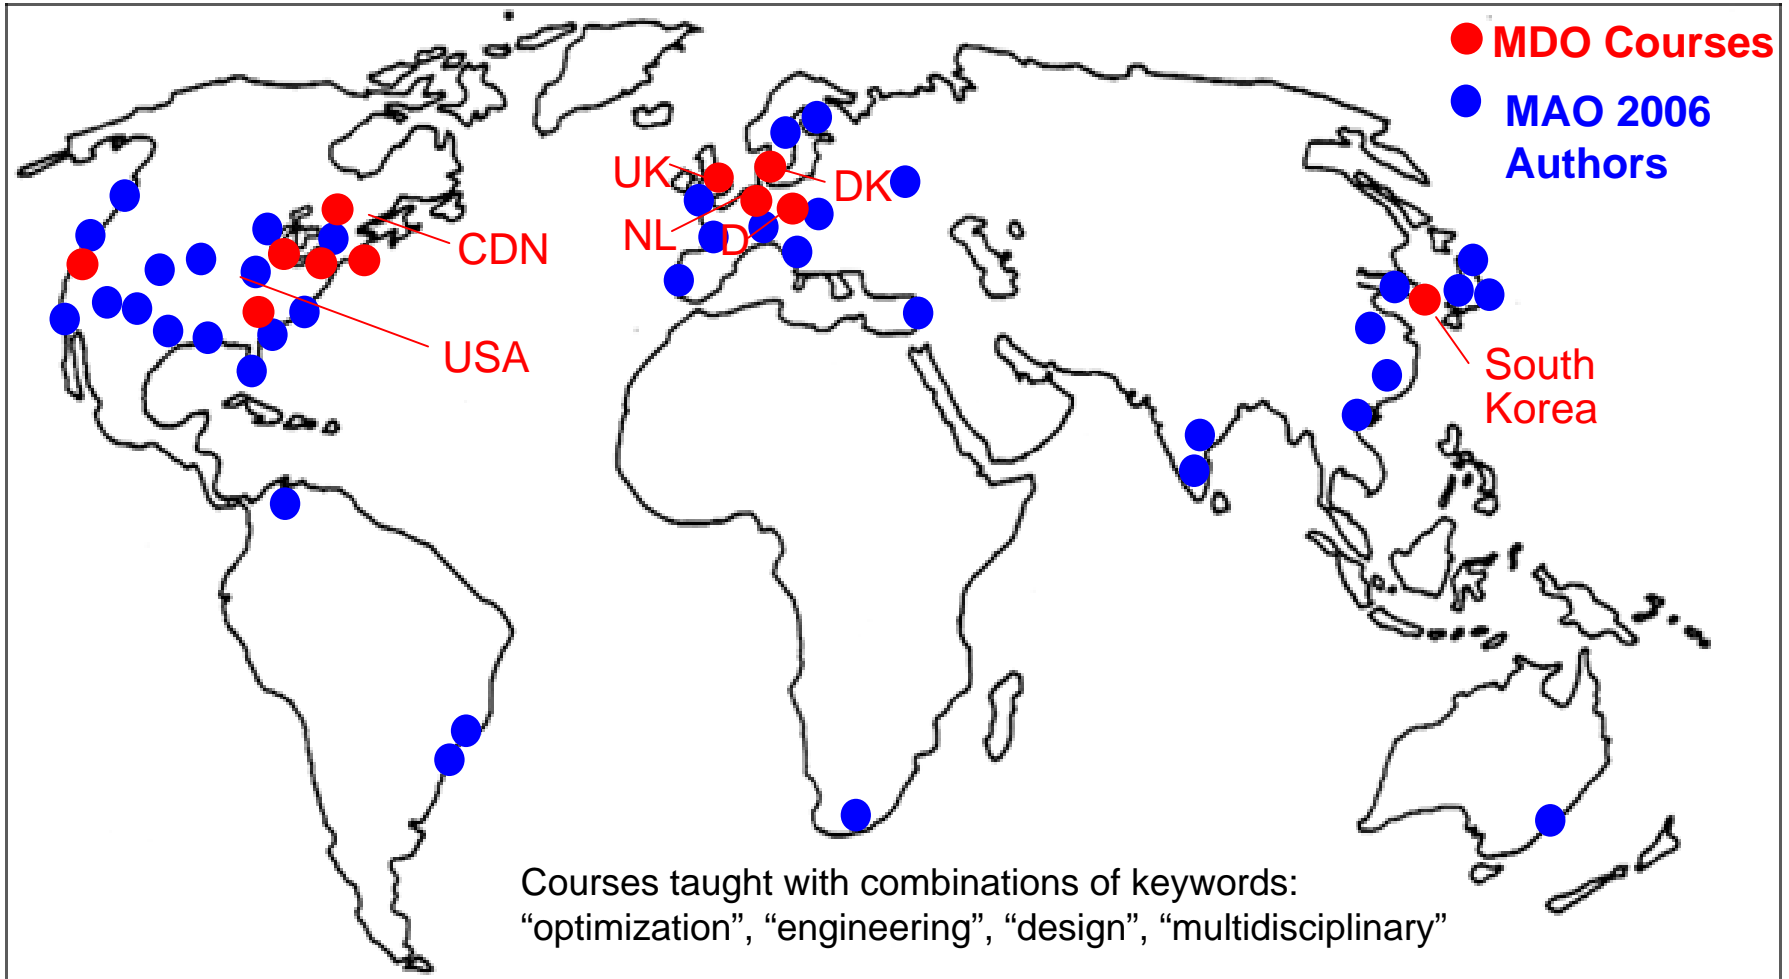 MDO Courses
MAO 2006
Authors
UK
DK
NL
D
CDN
USA
South
Korea
Courses taught with combinations of keywords:
“optimization”, “engineering”, “design”, “multidisciplinary”